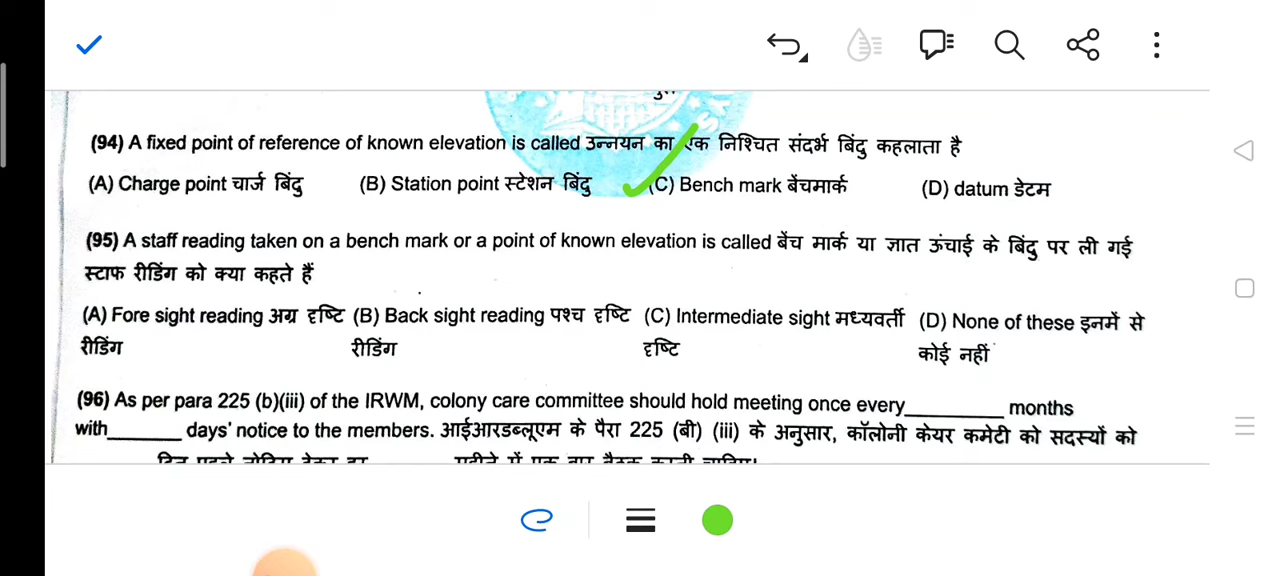 (94) A fixed point of reference of known elevation is called उन्नयन का एक निश्चित संदर्भ बिंदु कहलाता है
(A) Charge point चार्ज बिंदु (B) Station point स्टेशन बिंदु (C) Bench mark बेंचमार्क (D) datum डेटम
(95) A staff reading taken on a bench mark or a point of known elevation is called बेंच मार्क या ज्ञात ऊंचाई के बिंदु पर ली गई
स्टाफ रीडिंग को क्या कहते हैं
(A) Fore sight reading अग्र दृष्टि (B) Back sight reading पश्च दृष्टि (C) Intermediate sight मध्यवर्ती (D) None of these इनमें से
रीडिंग रीडिंग दृष्टि कोई नहीं
(96) As per para 225 (b)(iii) of the IRWM, colony care committee should hold meeting once every_________ months
with_______ days' notice to the members. आईआरडब्लूएम के पैरा 225 (बी) (iii) के अनुसार, कॉलोनी केयर कमेटी को सदस्यों को